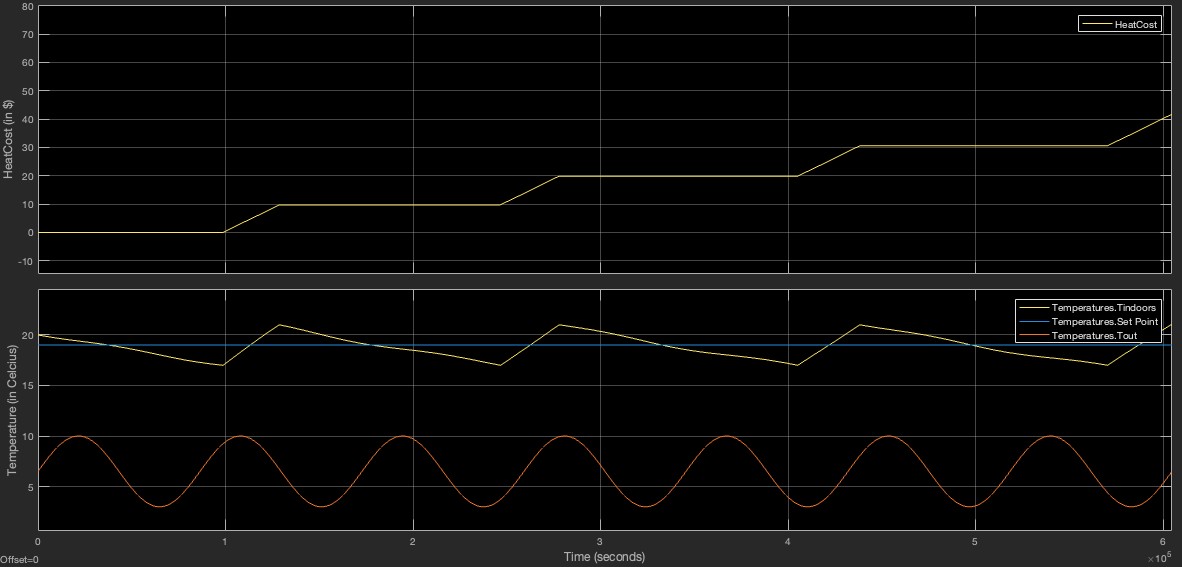 80
70
60
50
40
30
20
10
0
-10
HeatCost (in $)
HeatCost
20
15
10
5
Temperature (in Celcius)
Temperatures.Tindoors
Temperatures.Set Point
Temperatures.Tout
0 1 2 3 4 5 6
Time (seconds)
×10⁵
Offset=0